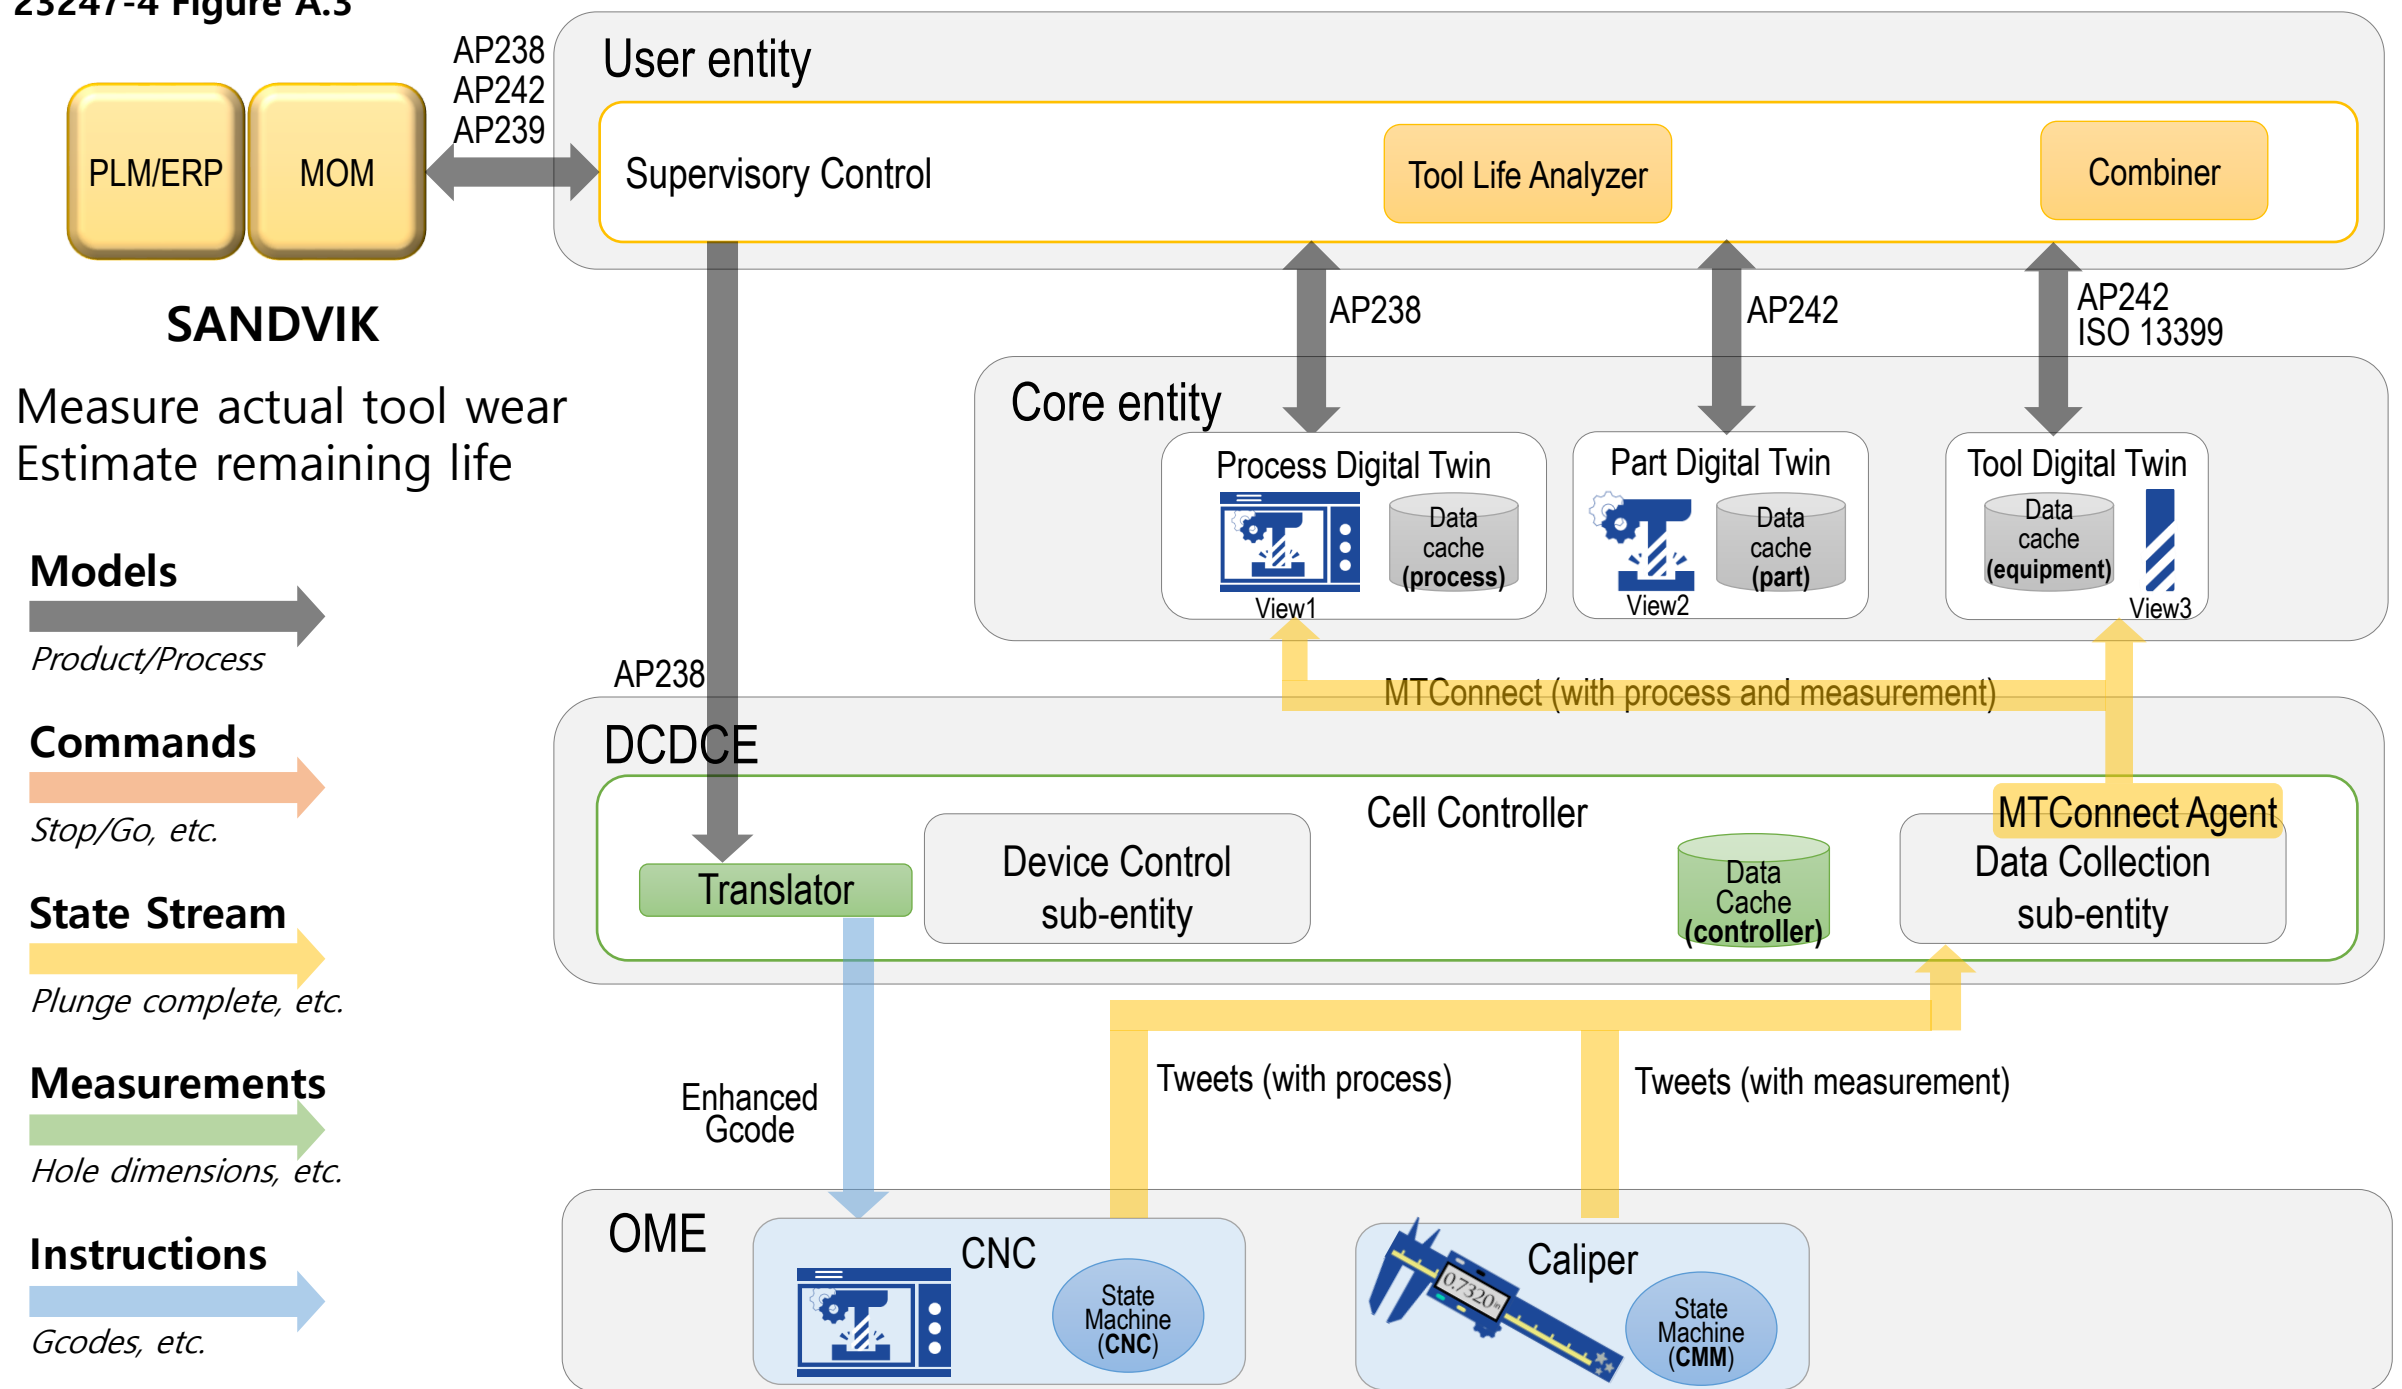 23247-4 Figure A.3
AP238
AP242
AP239
PLM/ERP
MOM
User entity
Supervisory Control
Tool Life Analyzer
Combiner
SANDVIK
Measure actual tool wear
Estimate remaining life
AP238
AP242
AP242
ISO 13399
Core entity
Process Digital Twin
Data
cache
(process)
View1
Part Digital Twin
Data
cache
(part)
View2
Tool Digital Twin
Data
cache
(equipment)
View3
Models
Product/Process
Commands
Stop/Go, etc.
State Stream
Plunge complete, etc.
Measurements
Hole dimensions, etc.
Instructions
Gcodes, etc.
AP238
MTConnect (with process and measurement)
DCDCE
Cell Controller
Translator
Device Control
sub-entity
Data
Cache
(controller)
MTConnect Agent
Data Collection
sub-entity
Enhanced
Gcode
Tweets (with process)
Tweets (with measurement)
OME
CNC
State
Machine
(CNC)
Caliper
0.7320in
State
Machine
(CMM)